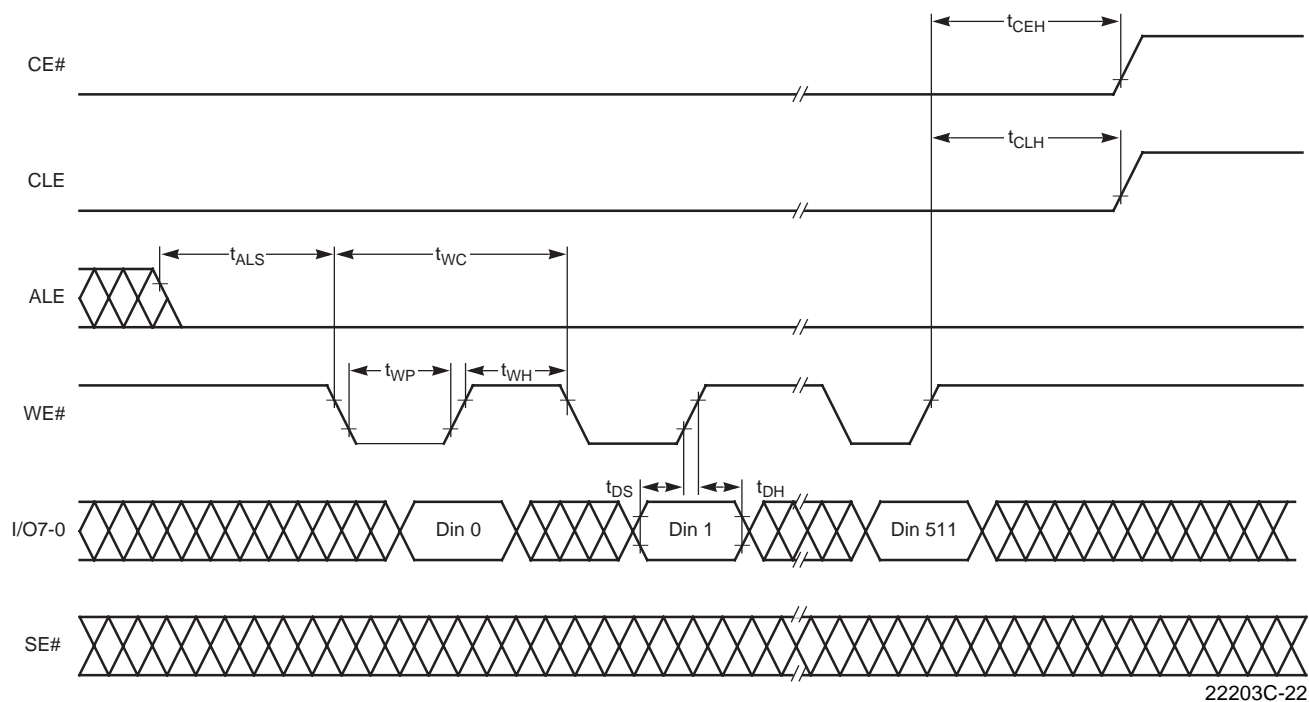 CE#
tCEH
CLE
tCLH
ALE
tALS
tWC
WE#
tWP
tWH
I/O7-0
tDS
tDH
Din 0
Din 1
Din 511
SE#
22203C-22